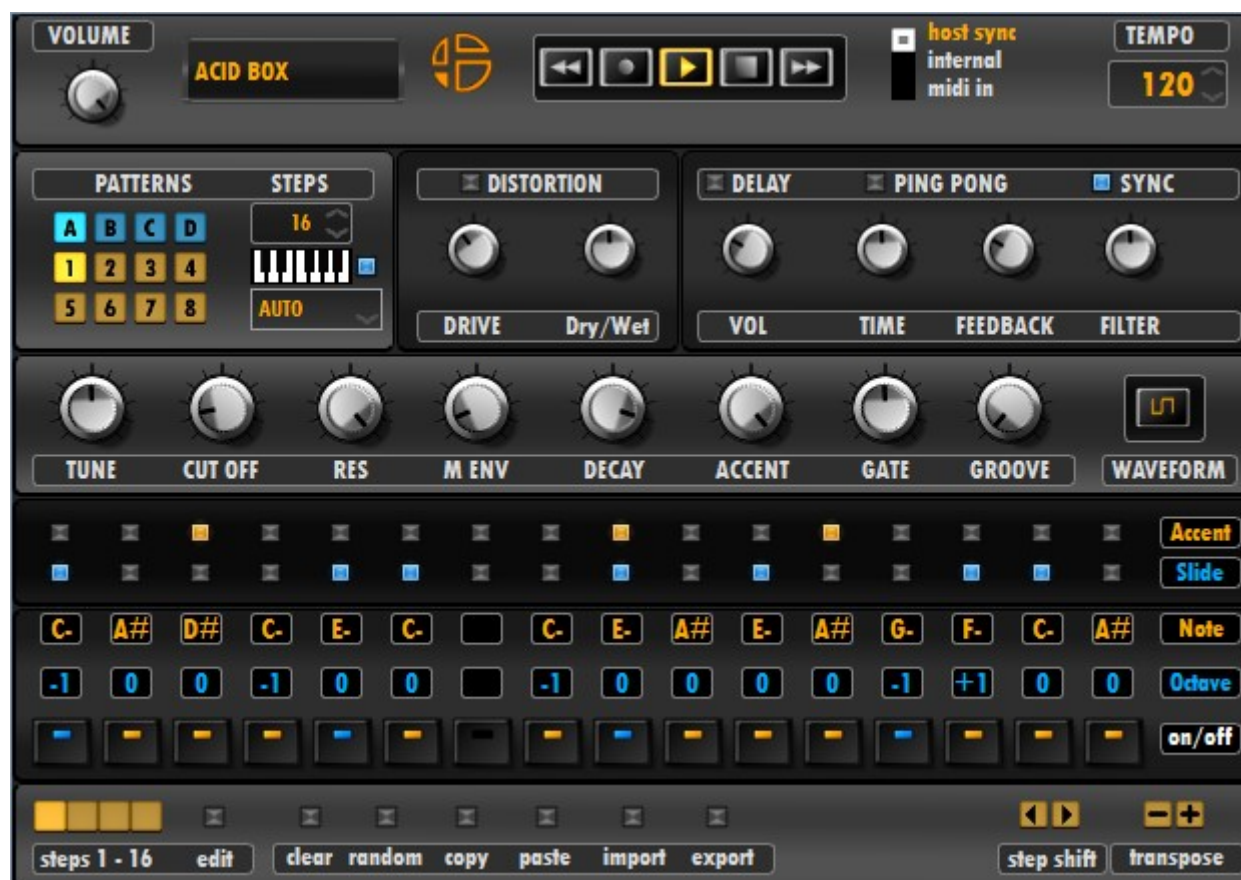 VOLUME
ACID BOX
host sync
internal
midi in
TEMPO
120
PATTERNS STEPS
A B C D
16
1 2 3 4
5 6 7 8
AUTO
DISTORTION
DRIVE Dry/Wet
DELAY PING PONG SYNC
VOL TIME FEEDBACK FILTER
TUNE CUT OFF RES M ENV DECAY ACCENT GATE GROOVE WAVEFORM
Accent
Slide
C- A# D# C- E- C- C- E- A# E- A# G- F- C- A# Note
-1 0 0 -1 0 0 -1 0 0 0 0 -1 +1 0 0 Octave
on/off
steps 1 - 16 edit clear random copy paste import export step shift transpose